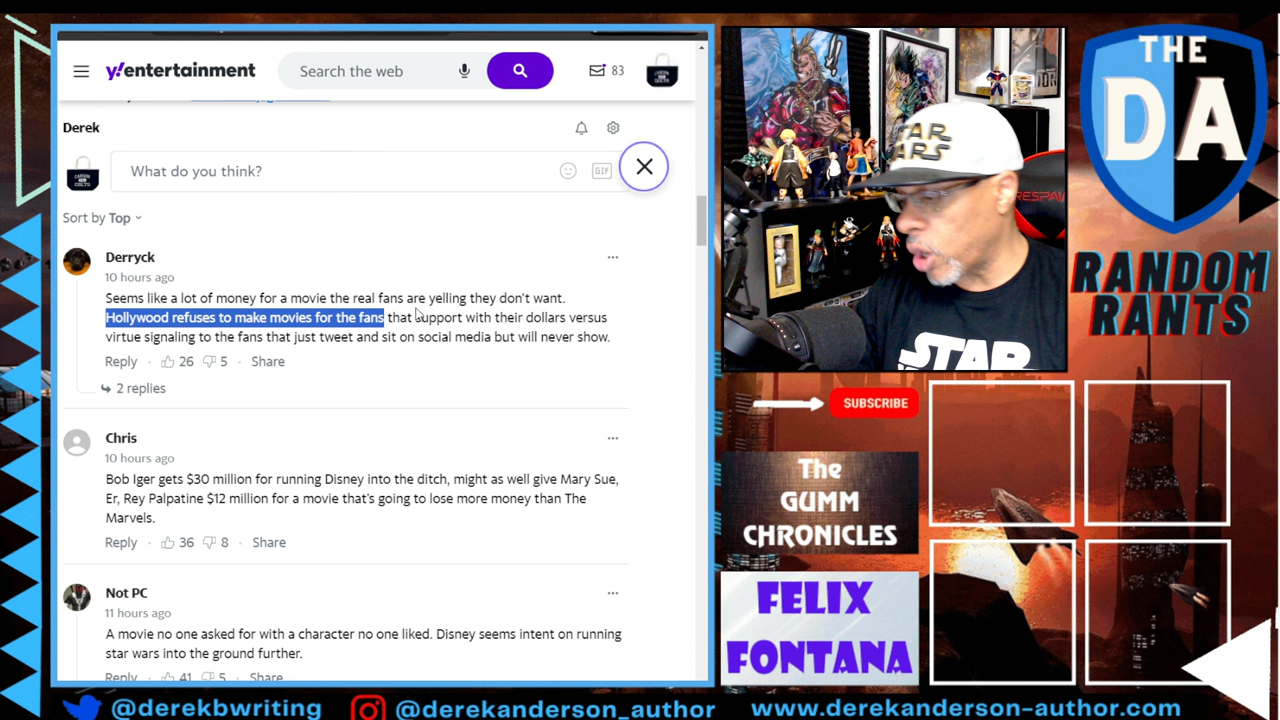 y!entertainment
Search the web
83
Derek
What do you think?
GIF
Sort by Top
Derryck
10 hours ago
Seems like a lot of money for a movie the real fans are yelling they don't want.
Hollywood refuses to make movies for the fans that support with their dollars versus
virtue signaling to the fans that just tweet and sit on social media but will never show.
Reply 26 5 Share
2 replies
Chris
10 hours ago
Bob Iger gets $30 million for running Disney into the ditch, might as well give Mary Sue,
Er, Rey Palpatine $12 million for a movie that's going to lose more money than The
Marvels.
Reply 36 8 Share
Not PC
11 hours ago
A movie no one asked for with a character no one liked. Disney seems intent on running
star wars into the ground further.
Reply 41 5 Share
STAR
WARS
RESPAWN
STAR
THE
DA
RANDOM
RANTS
SUBSCRIBE
The
GUMM
CHRONICLES
FELIX
FONTANA
@derekbwriting
@derekanderson_author
www.derekanderson-author.com